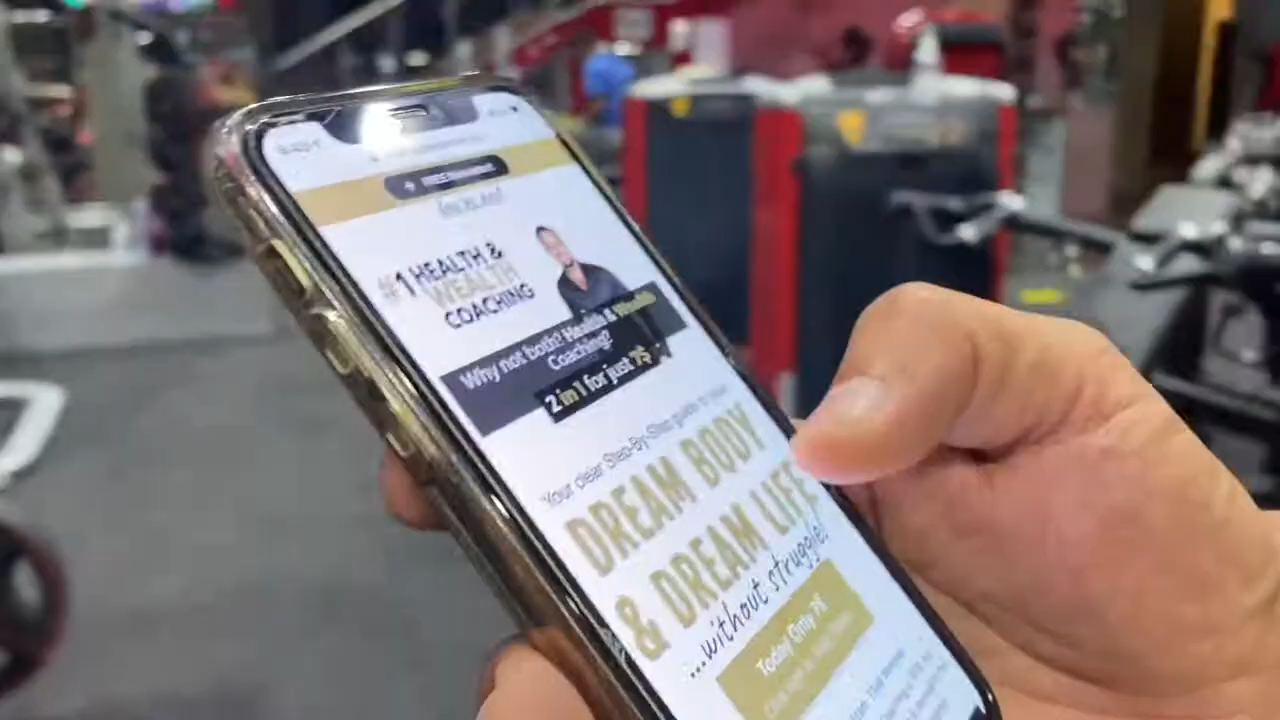 FREE
#1 HEALTH &
WEALTH
COACHING
Why not both? Health & Wealth
Coaching?
2 in 1 for just 7$
Your clear Step-By-Step guide to your
DREAM BODY
& DREAM LIFE
...without struggle!
Today Only 7$